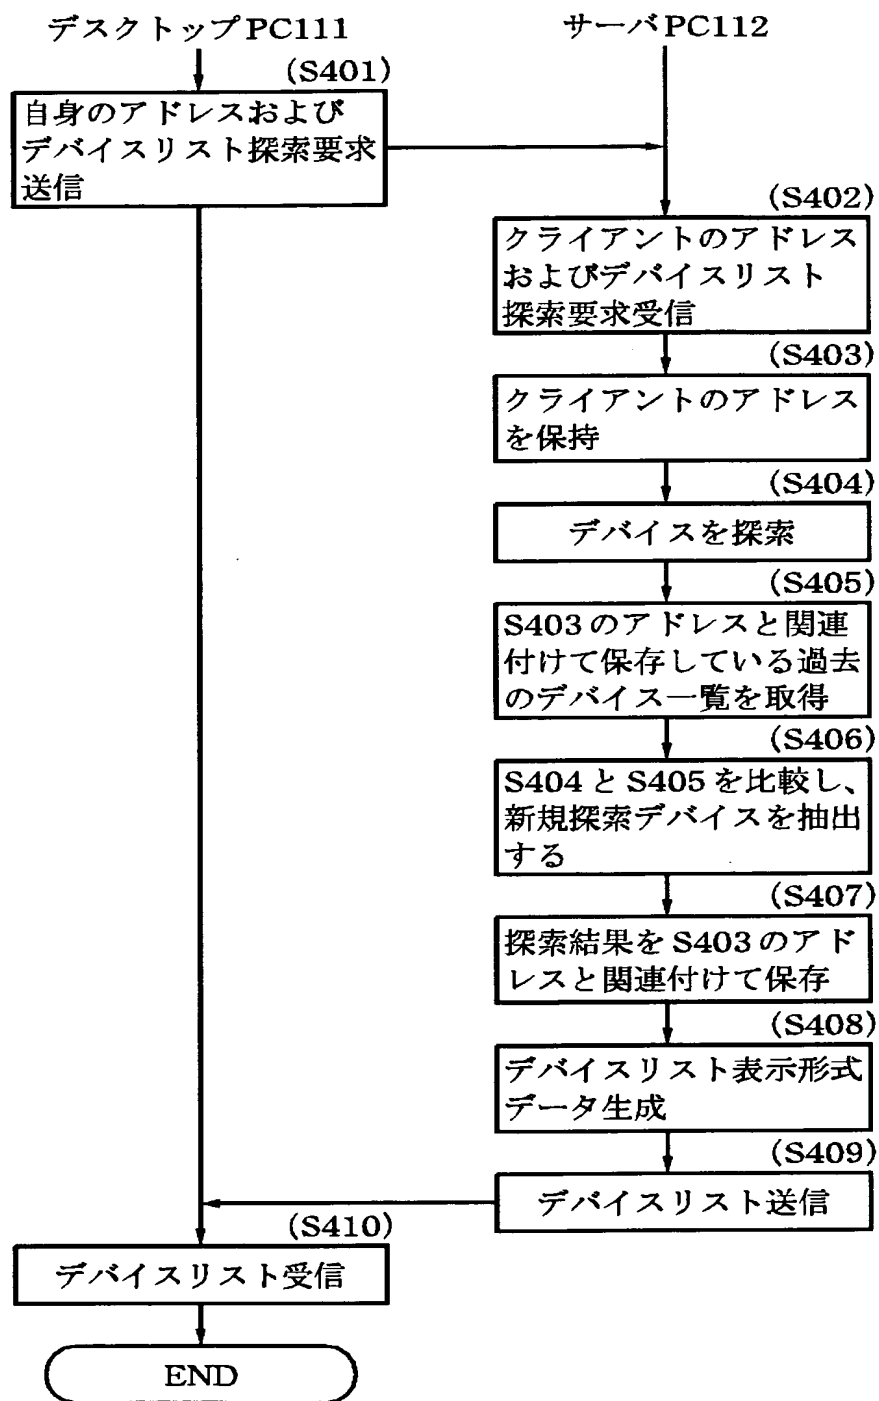 デスクトップPC111
サーバPC112
(S401)
自身のアドレスおよび
デバイスリスト探索要求
送信
(S402)
クライアントのアドレス
およびデバイスリスト
探索要求受信
(S403)
クライアントのアドレス
を保持
(S404)
デバイスを探索
(S405)
S403のアドレスと関連
付けて保存している過去
のデバイス一覧を取得
(S406)
S404とS405を比較し、
新規探索デバイスを抽出
する
(S407)
探索結果をS403のアド
レスと関連付けて保存
(S408)
デバイスリスト表示形式
データ生成
(S409)
デバイスリスト送信
(S410)
デバイスリスト受信
END